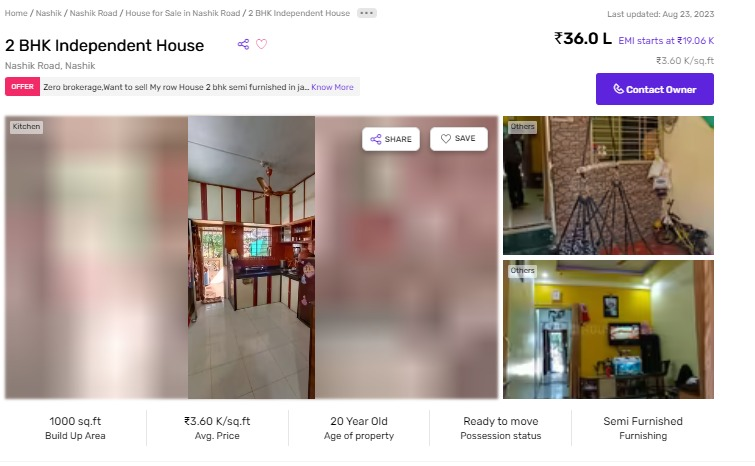 Home / Nashik / Nashik Road / House for Sale in Nashik Road / 2 BHK Independent House
Last updated: Aug 23, 2023
2 BHK Independent House
₹36.0 L EMI starts at ₹19.06 K
Nashik Road, Nashik
₹3.60 K/sq.ft
OFFER Zero brokerage,Want to sell My row House 2 bhk semi furnished in ja... Know More
Contact Owner
Kitchen
SHARE
SAVE
Others
Others
1000 sq.ft
Build Up Area
₹3.60 K/sq.ft
Avg. Price
20 Year Old
Age of property
Ready to move
Possession status
Semi Furnished
Furnishing